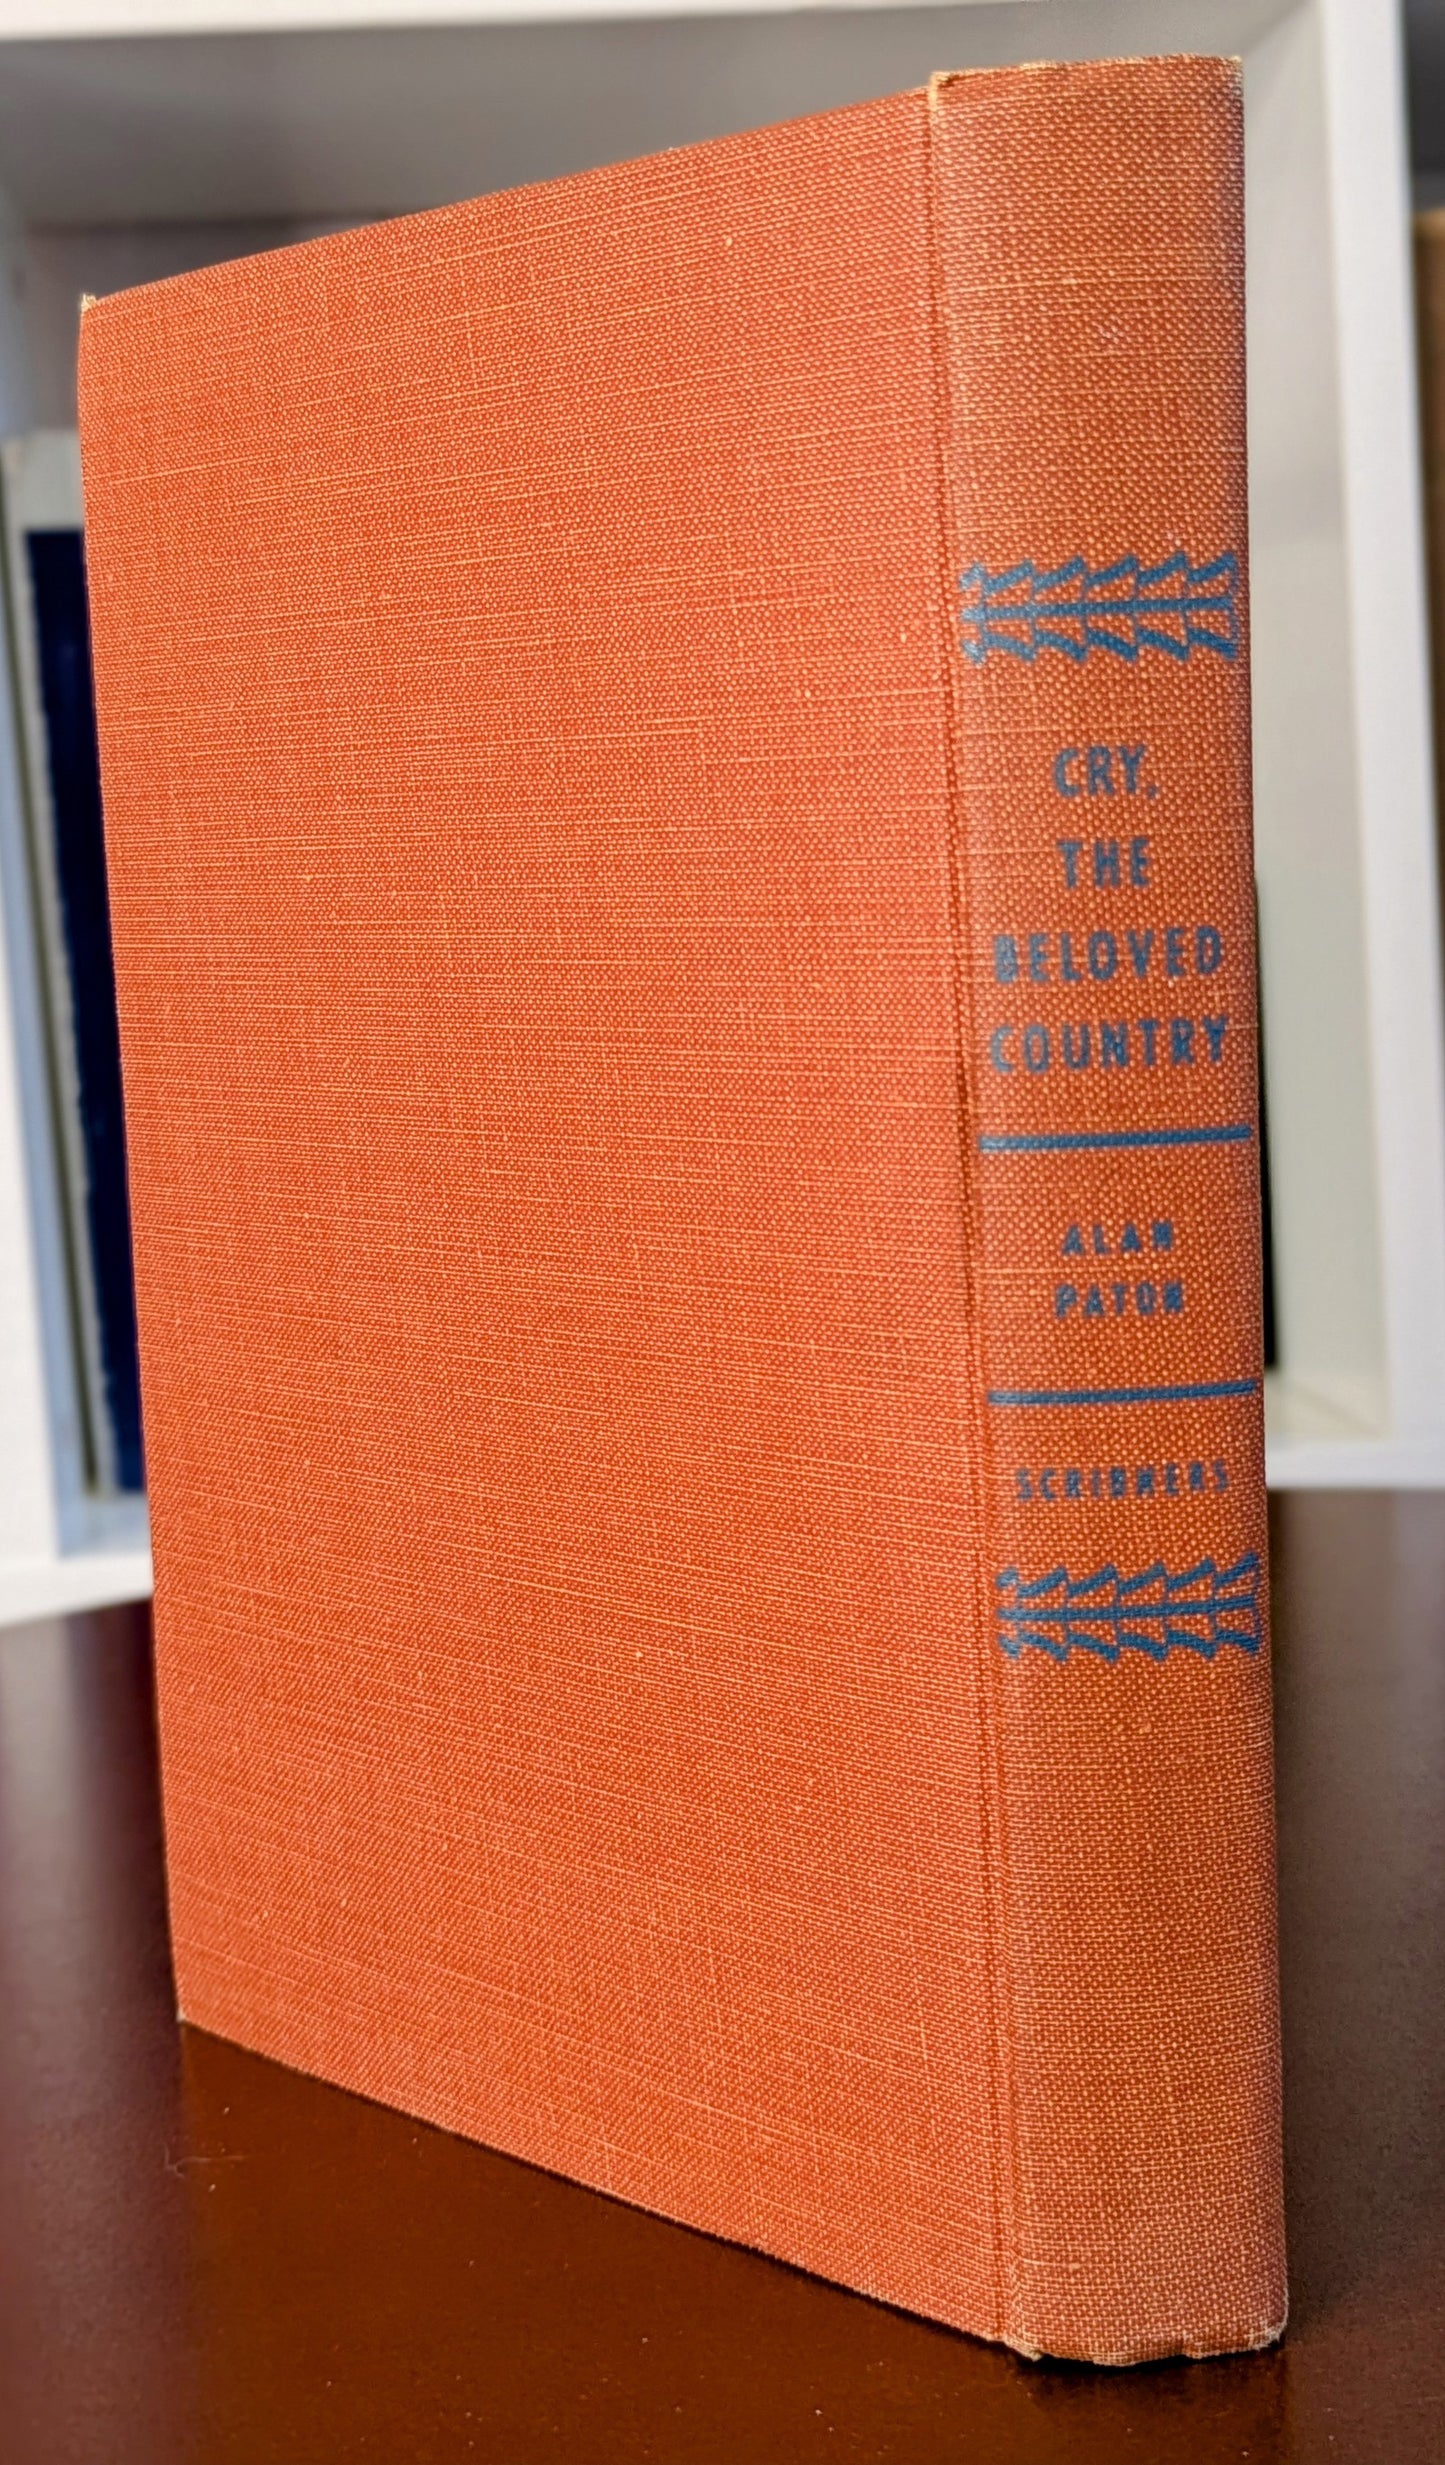 CRY,
THE
BELOVED
COUNTRY
ALAN
PATON
SCRIBNERS